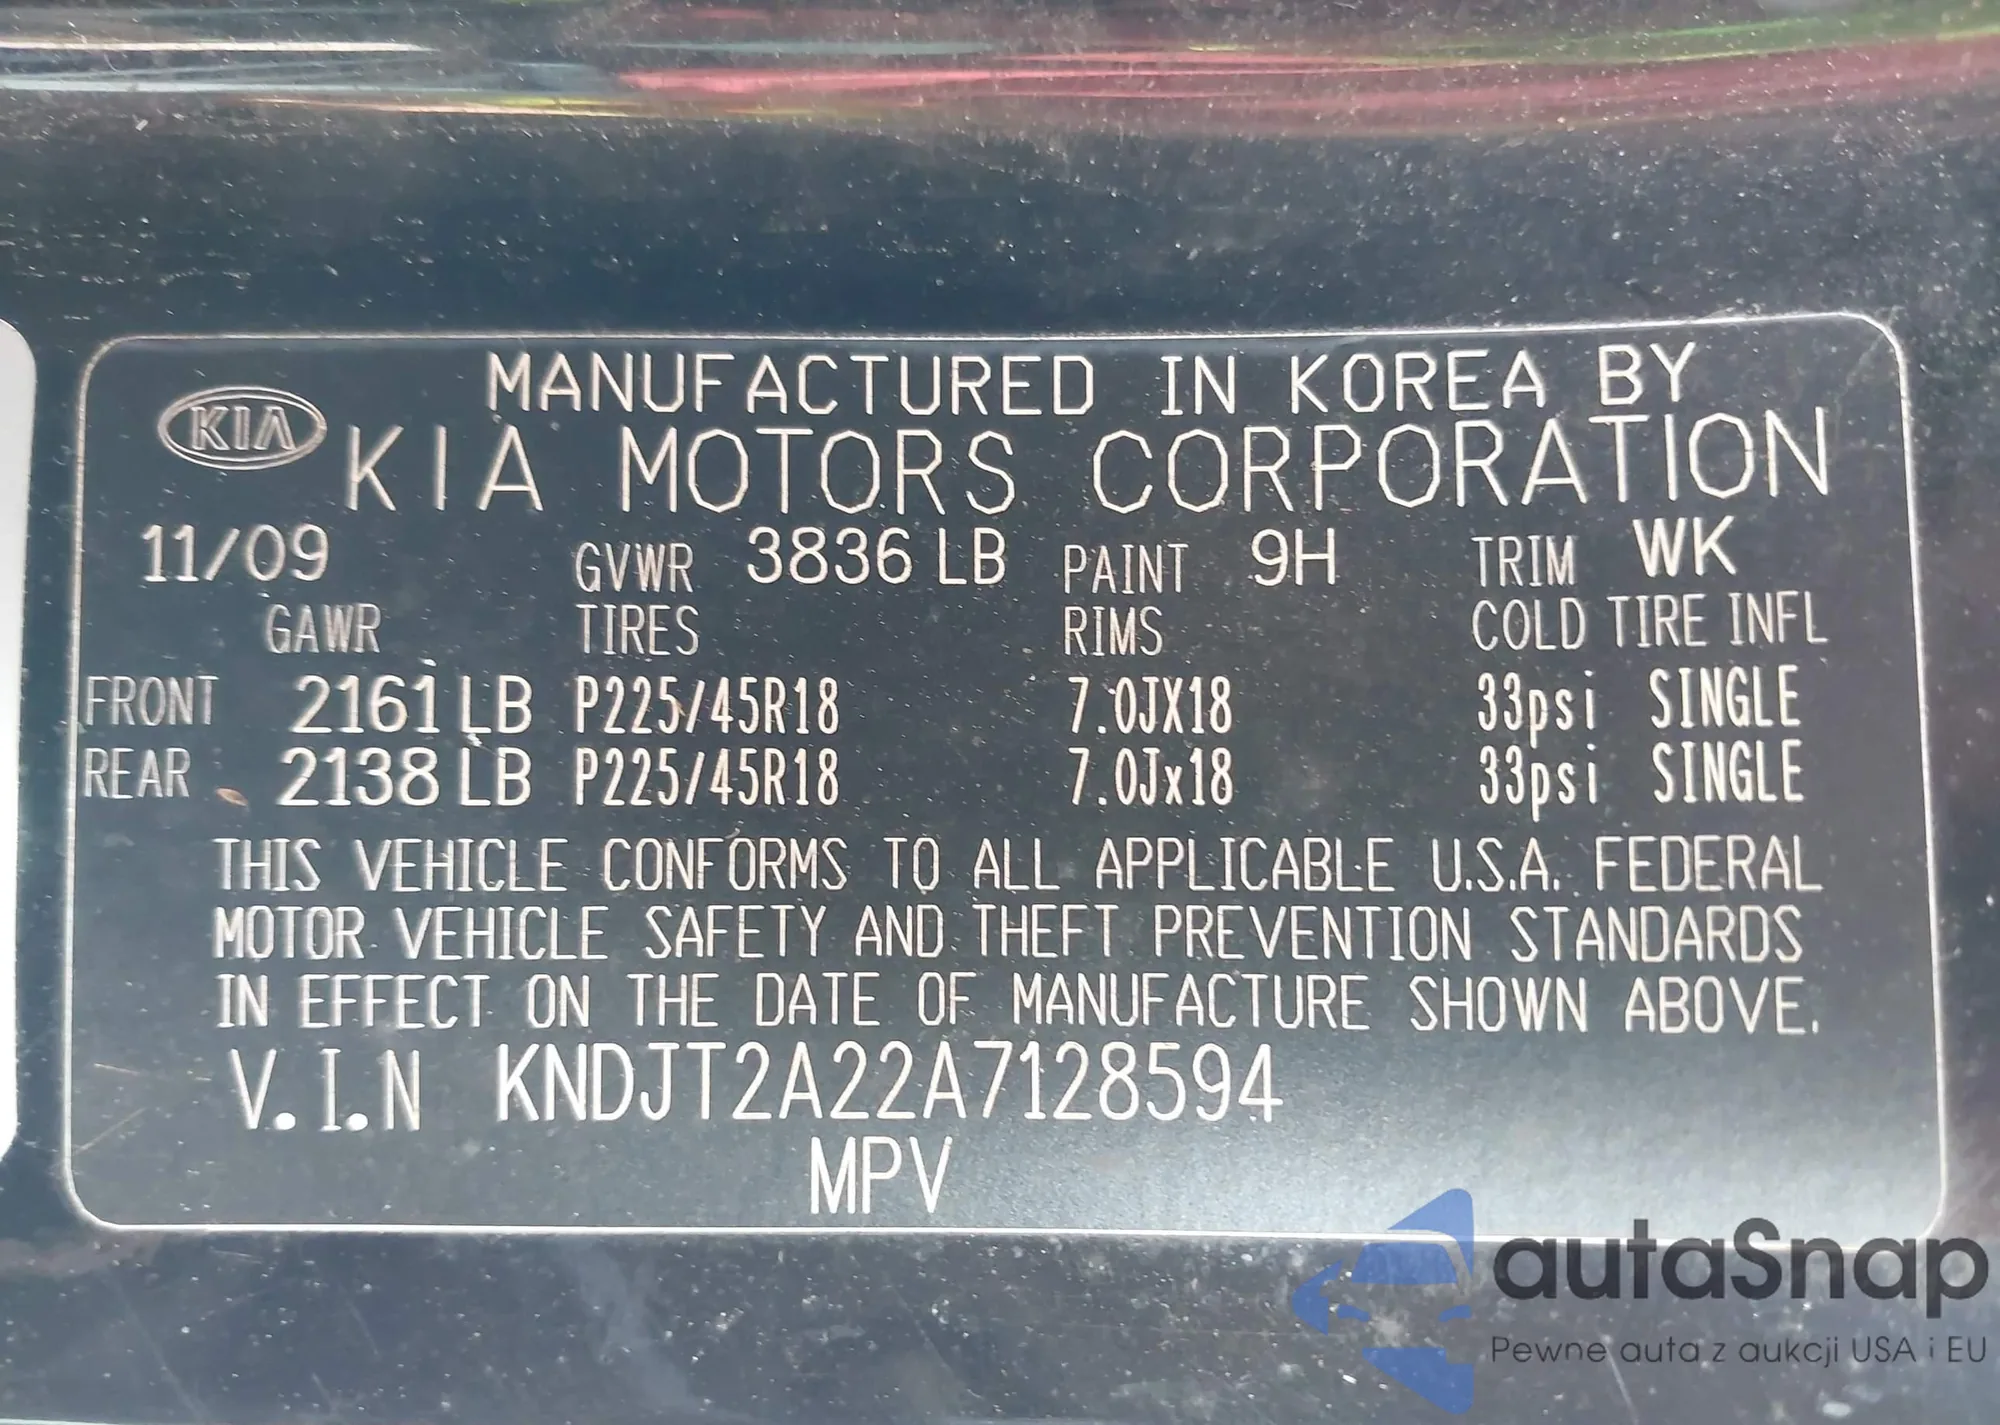 MANUFACTURED IN KOREA BY
KIA KIA MOTORS CORPORATION
11/09 GVWR 3836 LB PAINT 9H TRIM WK
GAWR TIRES RIMS COLD TIRE INFL
FRONT 2161 LB P225/45R18 7.0JX18 33psi SINGLE
REAR 2138 LB P225/45R18 7.0Jx18 33psi SINGLE
THIS VEHICLE CONFORMS TO ALL APPLICABLE U.S.A. FEDERAL
MOTOR VEHICLE SAFETY AND THEFT PREVENTION STANDARDS
IN EFFECT ON THE DATE OF MANUFACTURE SHOWN ABOVE.
V.I.N KNDJT2A22A7128594
MPV
autaSnap
Pewne auta z aukcji USA i EU